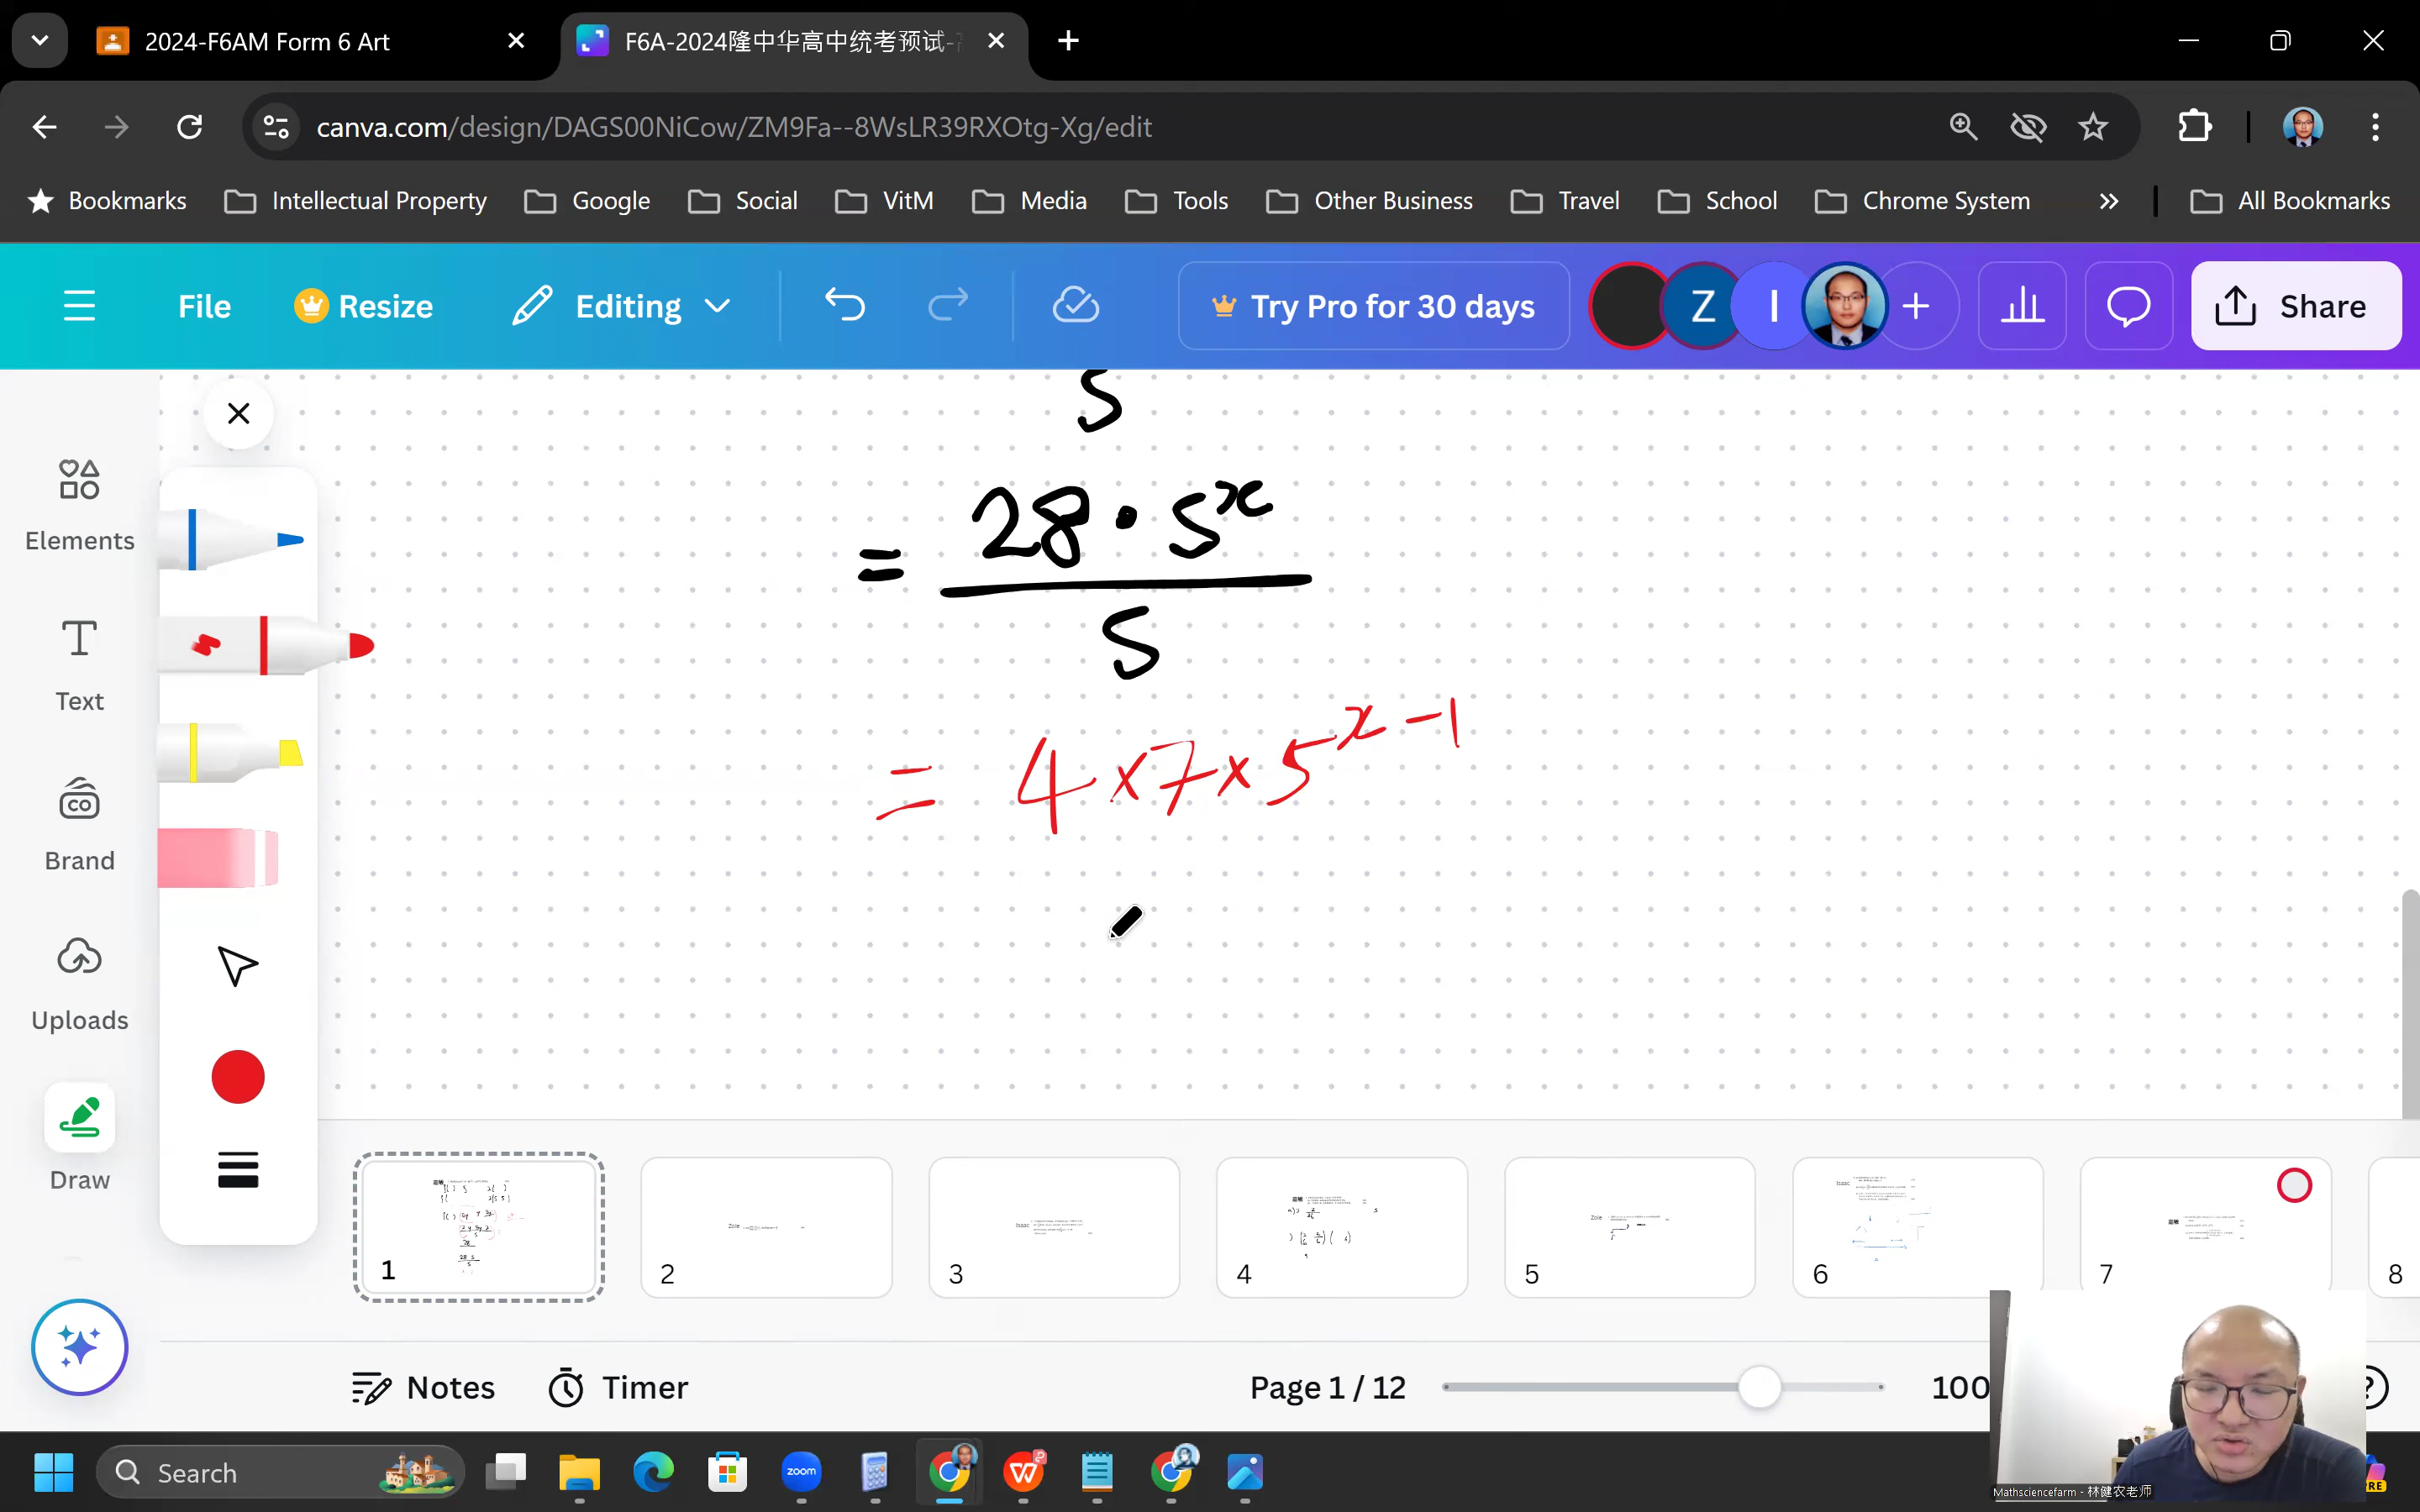 2024-F6AM Form 6 Art
F6A-2024隆中华高中统考预试-
canva.com/design/DAGS00NiCow/ZM9Fa--8WsLR39RXOtg-Xg/edit
Bookmarks
Intellectual Property
Google
Social
VitM
Media
Tools
Other Business
Travel
School
Chrome System
All Bookmarks
File
Resize
Editing
Try Pro for 30 days
Z
I
Share
Elements
Text
Brand
Uploads
Draw
5
= 28 · 5^x
5
= 4 × 7 × 5^x-1
1
2
3
4
5
6
7
8
Notes
Timer
Page 1 / 12
100
Search
zoom
Mathsciencefarm - 林健农老师